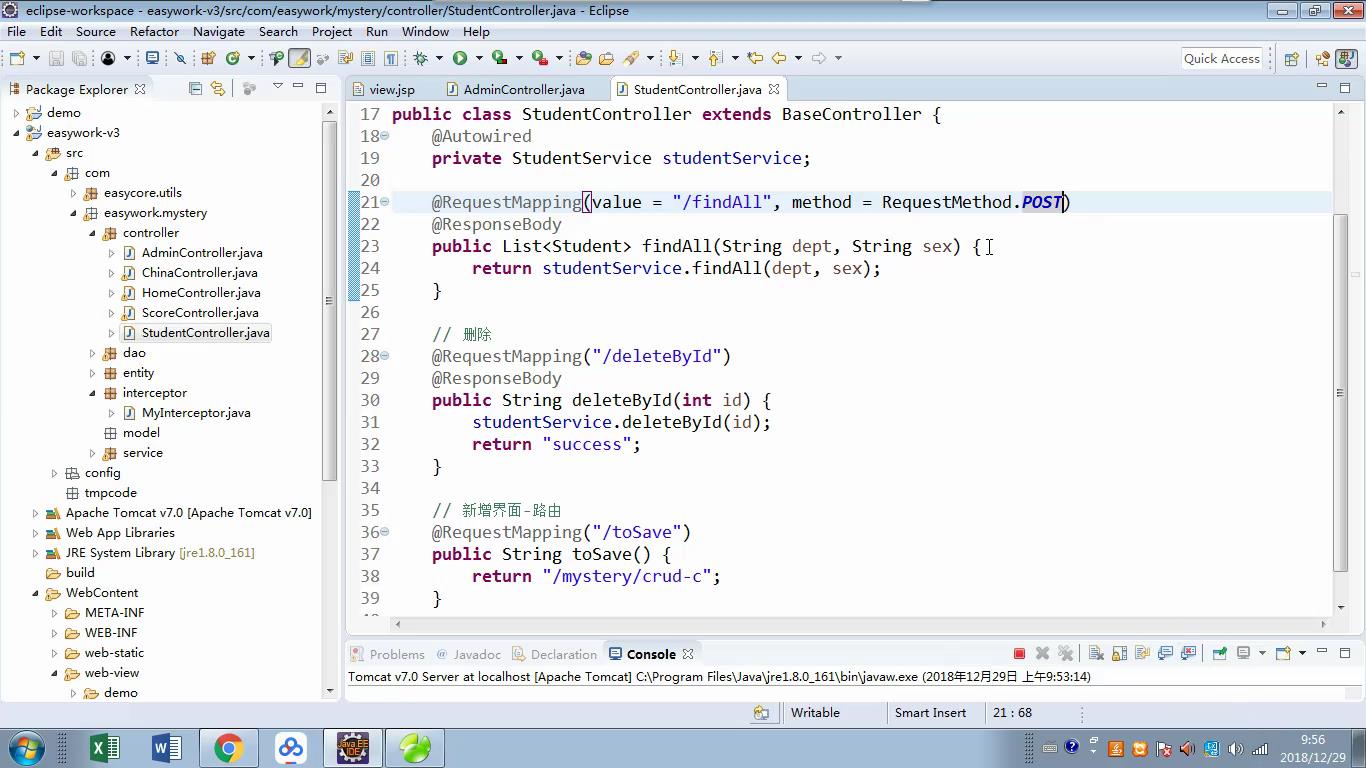 eclipse-workspace - easywork-v3/src/com/easywork/mystery/controller/StudentController.java - Eclipse
File Edit Source Refactor Navigate Search Project Run Window Help
Quick Access
Package Explorer
demo
easywork-v3
src
com
easycore.utils
easywork.mystery
controller
AdminController.java
ChinaController.java
HomeController.java
ScoreController.java
StudentController.java
dao
entity
interceptor
MyInterceptor.java
model
service
config
tmpcode
Apache Tomcat v7.0 [Apache Tomcat v7.0]
Web App Libraries
JRE System Library [jre1.8.0_161]
build
WebContent
META-INF
WEB-INF
web-static
web-view
demo
view.jsp AdminController.java StudentController.java
17 public class StudentController extends BaseController {
18 @Autowired
19 private StudentService studentService;
20
21 @RequestMapping(value = "/findAll", method = RequestMethod.POST)
22 @ResponseBody
23 public List<Student> findAll(String dept, String sex) {
24 return studentService.findAll(dept, sex);
25 }
26
27 // 删除
28 @RequestMapping("/deleteById")
29 @ResponseBody
30 public String deleteById(int id) {
31 studentService.deleteById(id);
32 return "success";
33 }
34
35 // 新增界面-路由
36 @RequestMapping("/toSave")
37 public String toSave() {
38 return "/mystery/crud-c";
39 }
Problems @ Javadoc Declaration Console
Tomcat v7.0 Server at localhost [Apache Tomcat] C:\Program Files\Java\jre1.8.0_161\bin\javaw.exe (2018年12月29日 上午9:53:14)
Writable Smart Insert 21 : 68
9:56
2018/12/29